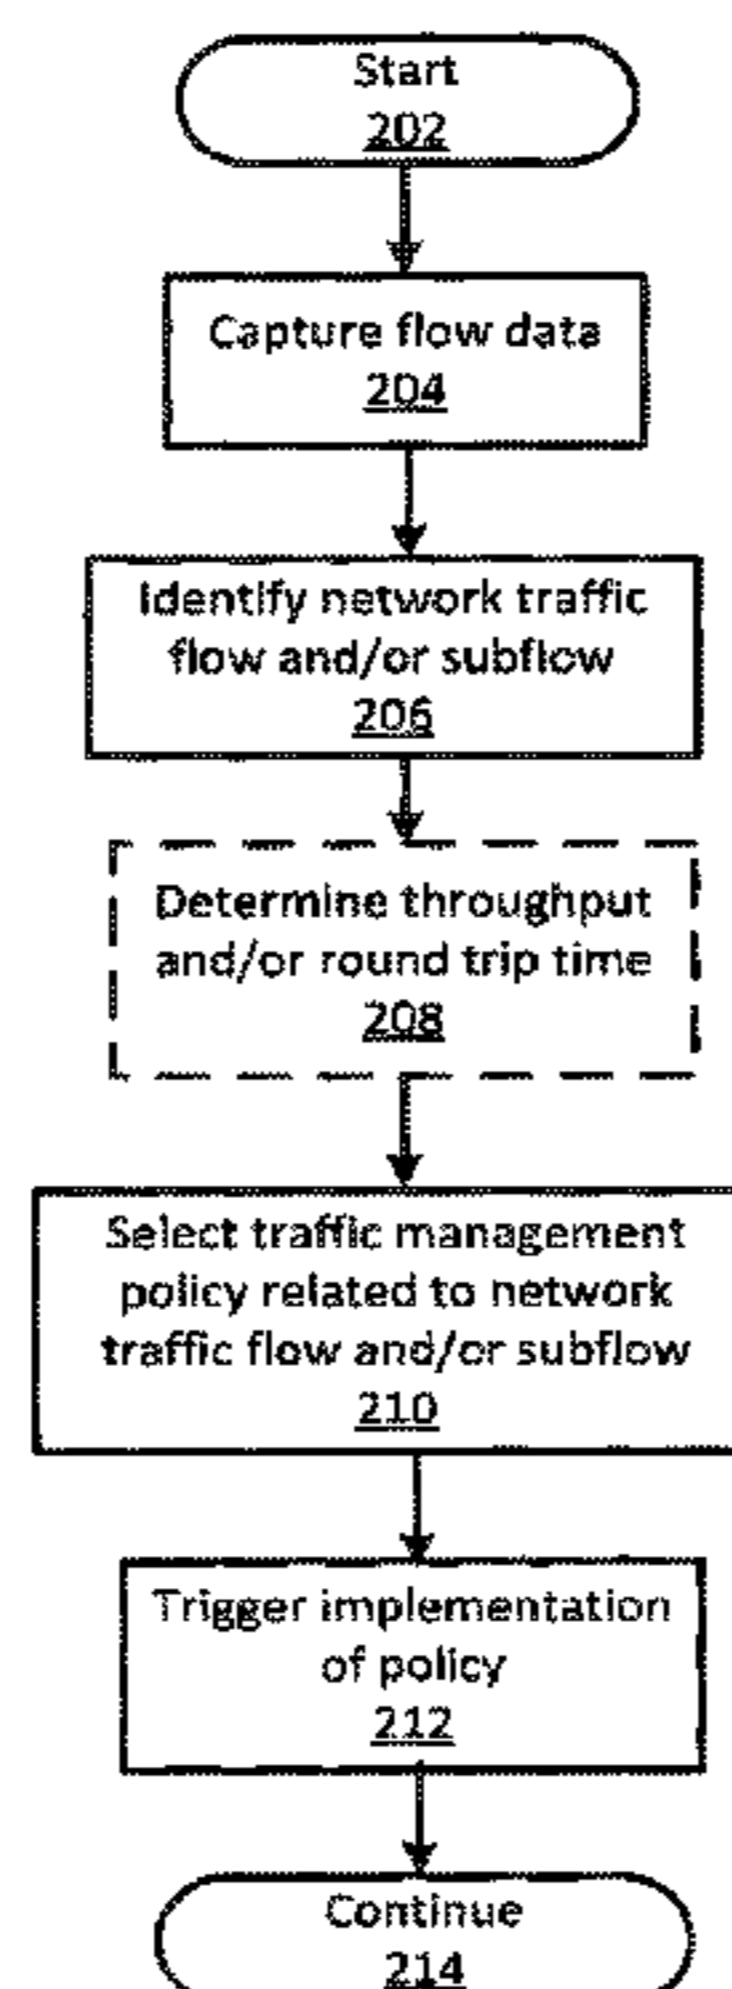 Start
202
Capture flow data
204
Identify network traffic
flow and/or subflow
206
Determine throughput
and/or round trip time
208
Select traffic management
policy related to network
traffic flow and/or subflow
210
Trigger implementation
of policy
212
Continue
214